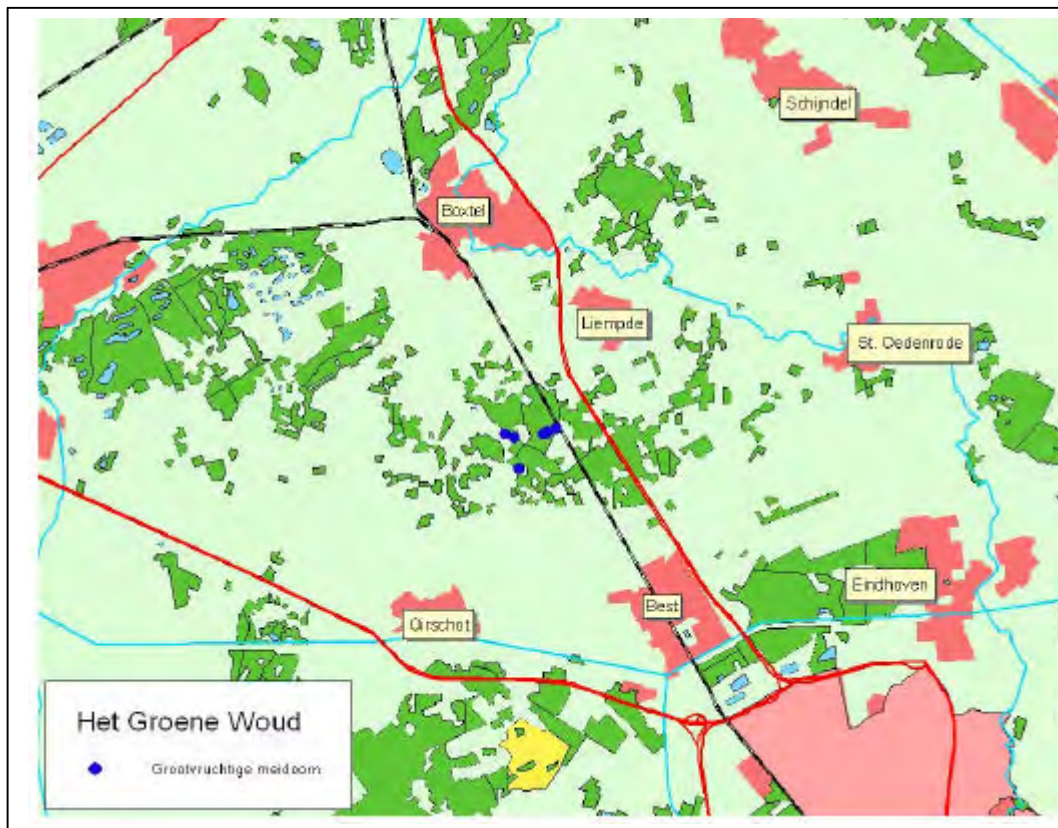 Schijndel
Boxtel
Liempde
St. Oedenrode
Eindhoven
Best
Oirschot
Het Groene Woud
Grootvruchtige meidoorn